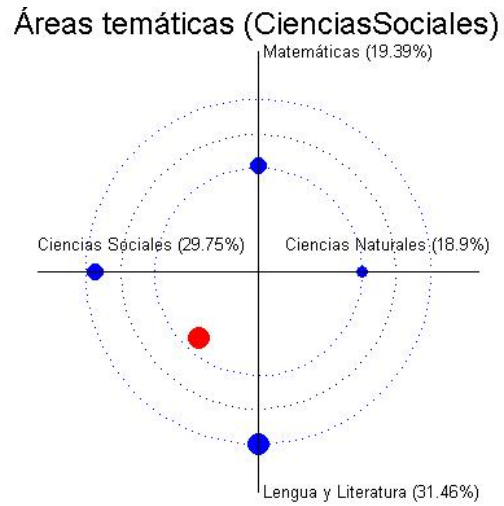 Áreas temáticas (CienciasSociales)
Matemáticas (19.39%)
Ciencias Sociales (29.75%)
Ciencias Naturales (18.9%)
Lengua y Literatura (31.46%)